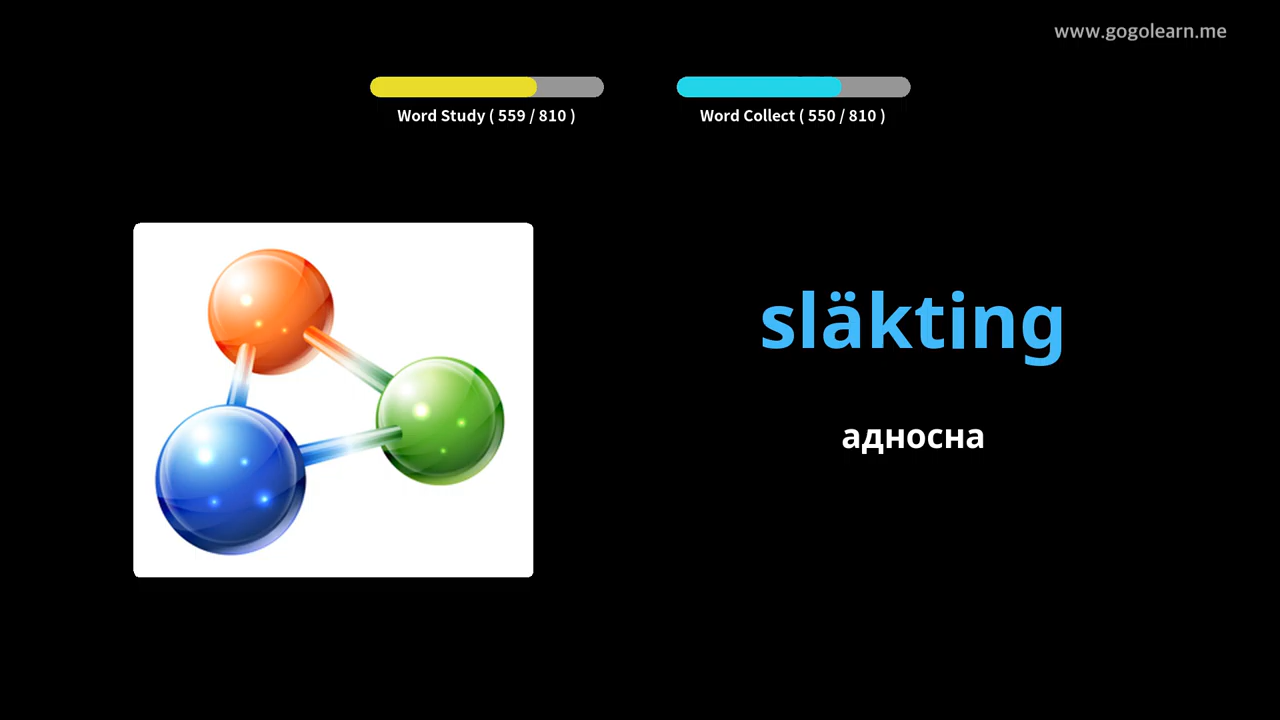 www.gogolearn.me
Word Study ( 559 / 810 )
Word Collect ( 550 / 810 )
släkting
адносна